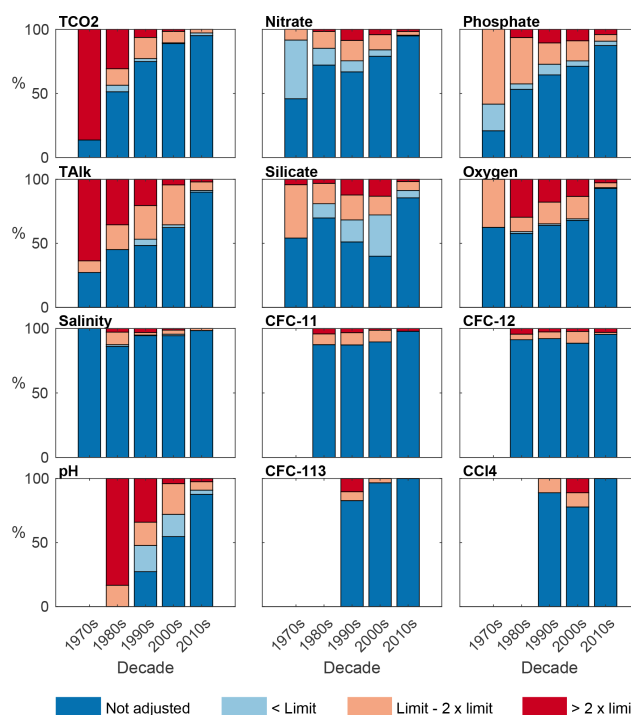 TCO2 Nitrate Phosphate
100
%
50
0
TAlk Silicate Oxygen
100
%
50
0
Salinity CFC-11 CFC-12
100
%
50
0
pH CFC-113 CCl4
100
%
50
0
1970s 1980s 1990s 2000s 2010s 1970s 1980s 1990s 2000s 2010s 1970s 1980s 1990s 2000s 2010s
Decade Decade Decade
Not adjusted < Limit Limit - 2 x limit > 2 x limit